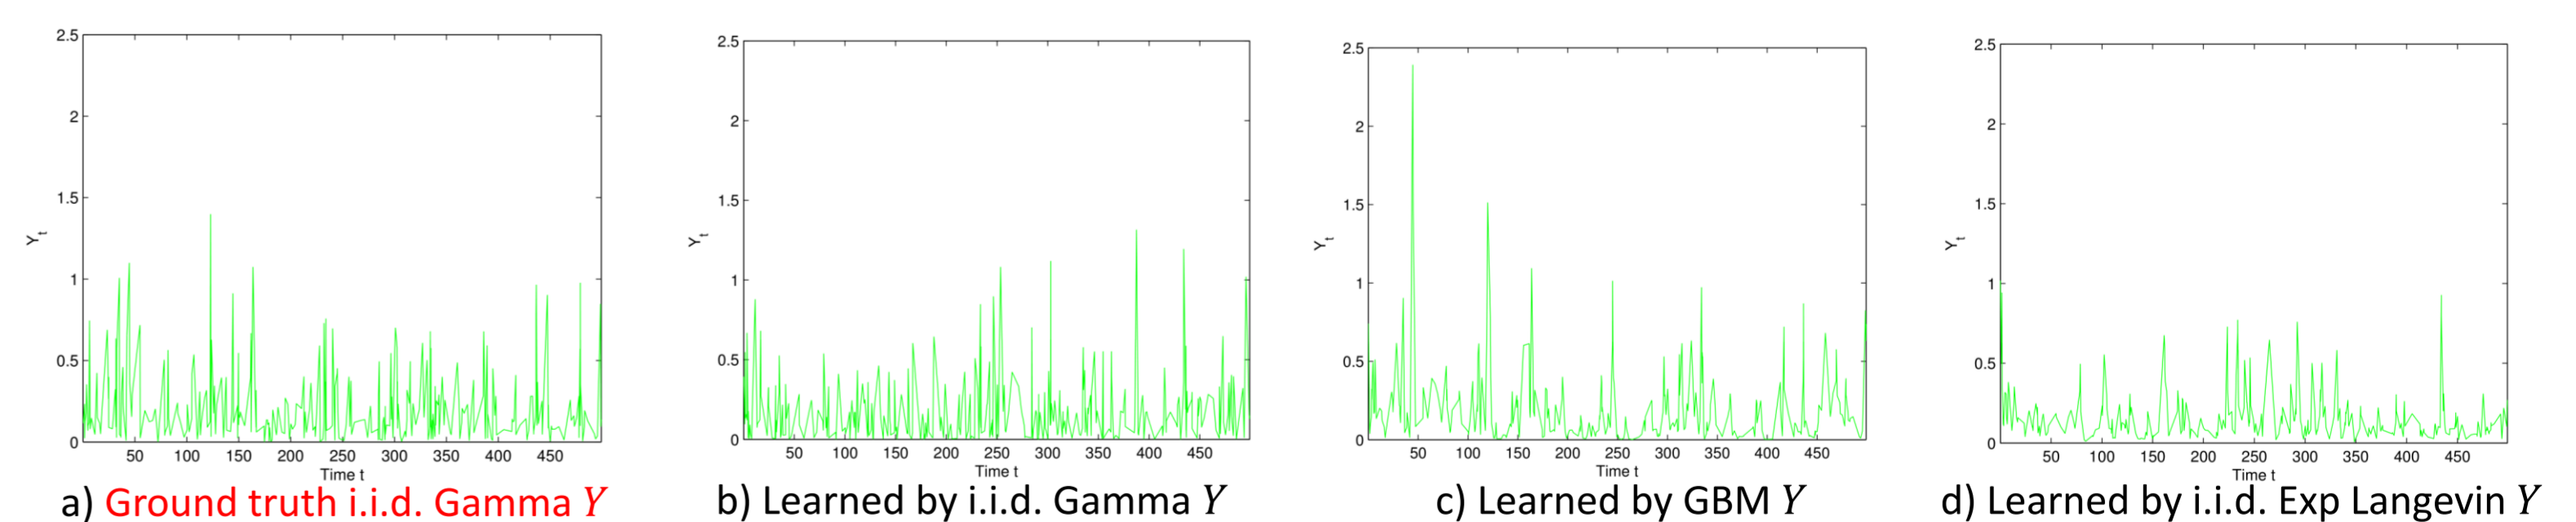 2.5
2
1.5
1
0.5
0
Y_t
50 100 150 200 250 300 350 400 450
Time t
a) Ground truth i.i.d. Gamma Y
2.5
2
1.5
1
0.5
0
Y_t
50 100 150 200 250 300 350 400 450
Time t
b) Learned by i.i.d. Gamma Y
2.5
2
1.5
1
0.5
0
Y_t
50 100 150 200 250 300 350 400 450
Time t
c) Learned by GBM Y
2.5
2
1.5
1
0.5
0
Y_t
50 100 150 200 250 300 350 400 450
Time t
d) Learned by i.i.d. Exp Langevin Y